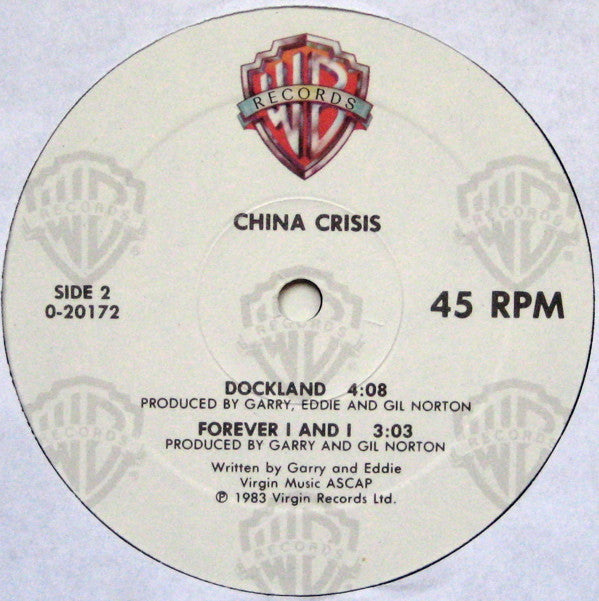 WB
RECORDS
CHINA CRISIS
SIDE 2
0-20172
45 RPM
DOCKLAND 4:08
PRODUCED BY GARRY, EDDIE AND GIL NORTON
FOREVER I AND I 3:03
PRODUCED BY GARRY AND GIL NORTON
Written by Garry and Eddie
Virgin Music ASCAP
℗ 1983 Virgin Records Ltd.